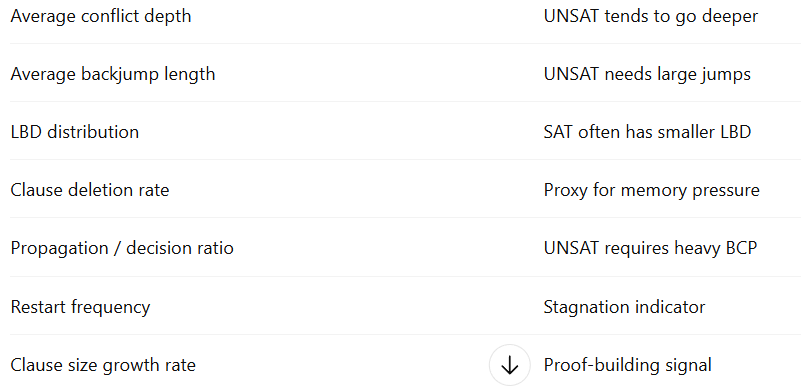 Average conflict depth UNSAT tends to go deeper
Average backjump length UNSAT needs large jumps
LBD distribution SAT often has smaller LBD
Clause deletion rate Proxy for memory pressure
Propagation / decision ratio UNSAT requires heavy BCP
Restart frequency Stagnation indicator
Clause size growth rate Proof-building signal